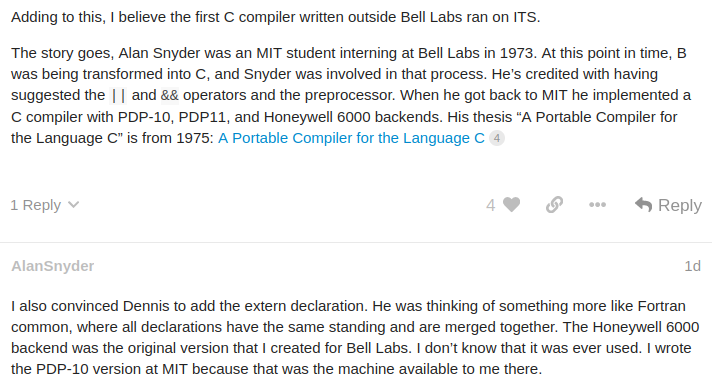 Adding to this, I believe the first C compiler written outside Bell Labs ran on ITS.
The story goes, Alan Snyder was an MIT student interning at Bell Labs in 1973. At this point in time, B
was being transformed into C, and Snyder was involved in that process. He’s credited with having
suggested the || and && operators and the preprocessor. When he got back to MIT he implemented a
C compiler with PDP-10, PDP11, and Honeywell 6000 backends. His thesis “A Portable Compiler for
the Language C” is from 1975: A Portable Compiler for the Language C 4
1 Reply 4 Reply
AlanSnyder 1d
I also convinced Dennis to add the extern declaration. He was thinking of something more like Fortran
common, where all declarations have the same standing and are merged together. The Honeywell 6000
backend was the original version that I created for Bell Labs. I don’t know that it was ever used. I wrote
the PDP-10 version at MIT because that was the machine available to me there.